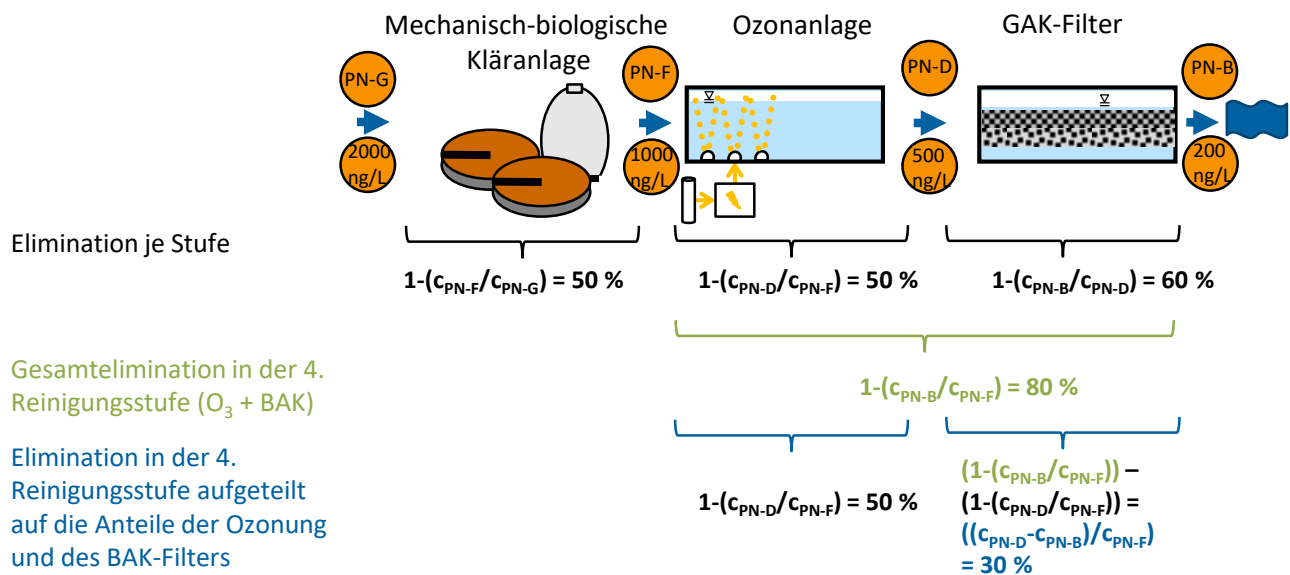 Mechanisch-biologische
Kläranlage
Ozonanlage
GAK-Filter
PN-G
PN-F
PN-D
PN-B
2000
ng/L
1000
ng/L
500
ng/L
200
ng/L
Elimination je Stufe
1-(cPN-F/cPN-G) = 50 %
1-(cPN-D/cPN-F) = 50 %
1-(cPN-B/cPN-D) = 60 %
Gesamtelimination in der 4.
Reinigungsstufe (O3 + BAK)
1-(cPN-B/cPN-F) = 80 %
Elimination in der 4.
Reinigungsstufe aufgeteilt
auf die Anteile der Ozonung
und des BAK-Filters
1-(cPN-D/cPN-F) = 50 %
(1-(cPN-B/cPN-F)) –
(1-(cPN-D/cPN-F)) =
((cPN-D-cPN-B)/cPN-F)
= 30 %